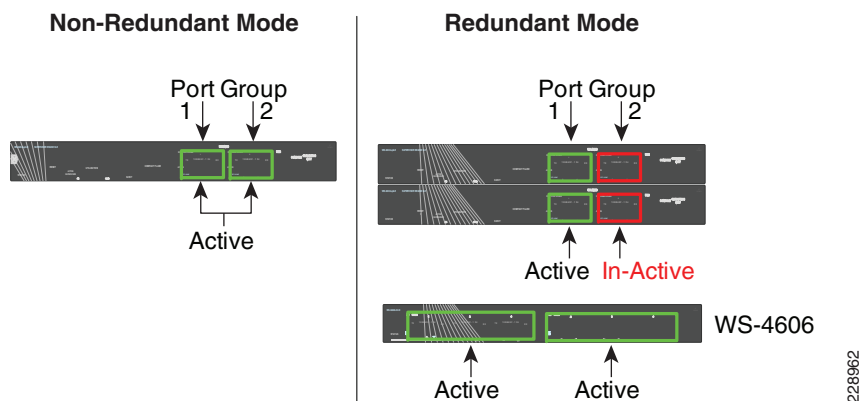 Non-Redundant Mode
Port Group
1 2
Active
Redundant Mode
Port Group
1 2
Active In-Active
WS-4606
Active Active
228962